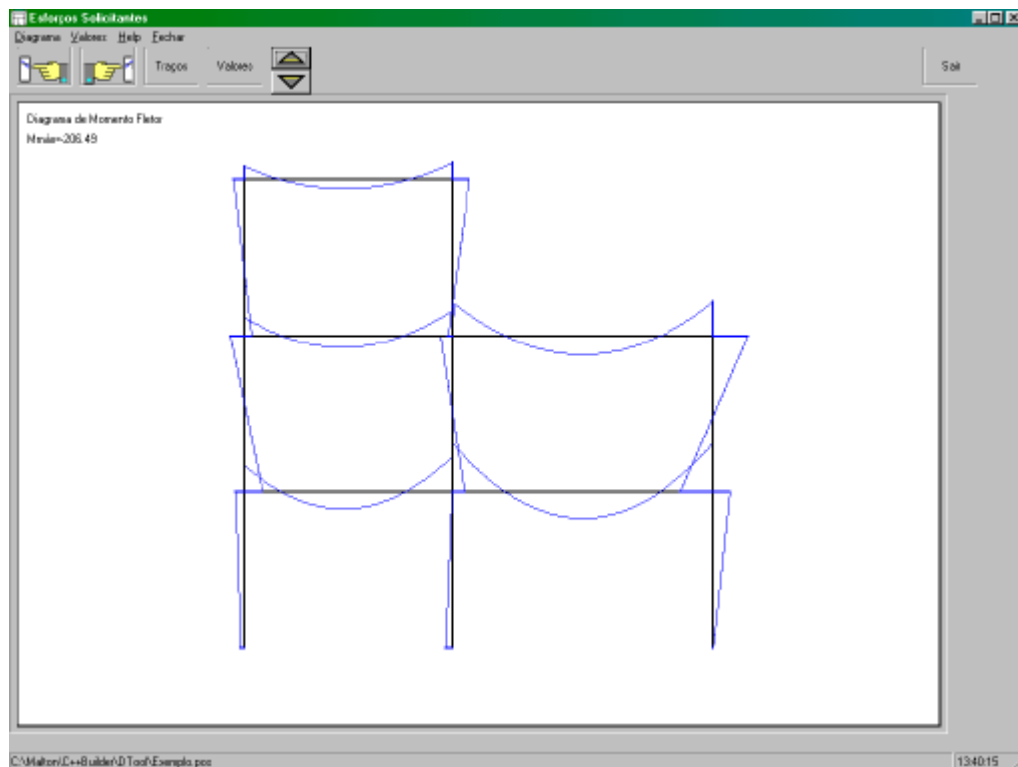 Esforços Solicitantes
Diagrama Valores Help Fechar
Traços Valores Sair
Diagrama de Momento Fletor
Mmáx=-206.49
C:\Malton\C++Builder\DTool\Exemplo.pos 13:40:15